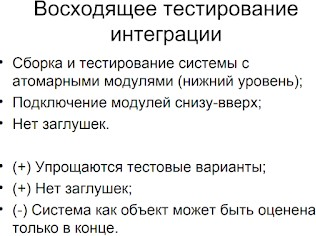 Восходящее тестирование
интеграции
• Сборка и тестирование системы с
атомарными модулями (нижний уровень);
• Подключение модулей снизу-вверх;
• Нет заглушек.
• (+) Упрощаются тестовые варианты;
• (+) Нет заглушек;
• (-) Система как объект может быть оценена
только в конце.